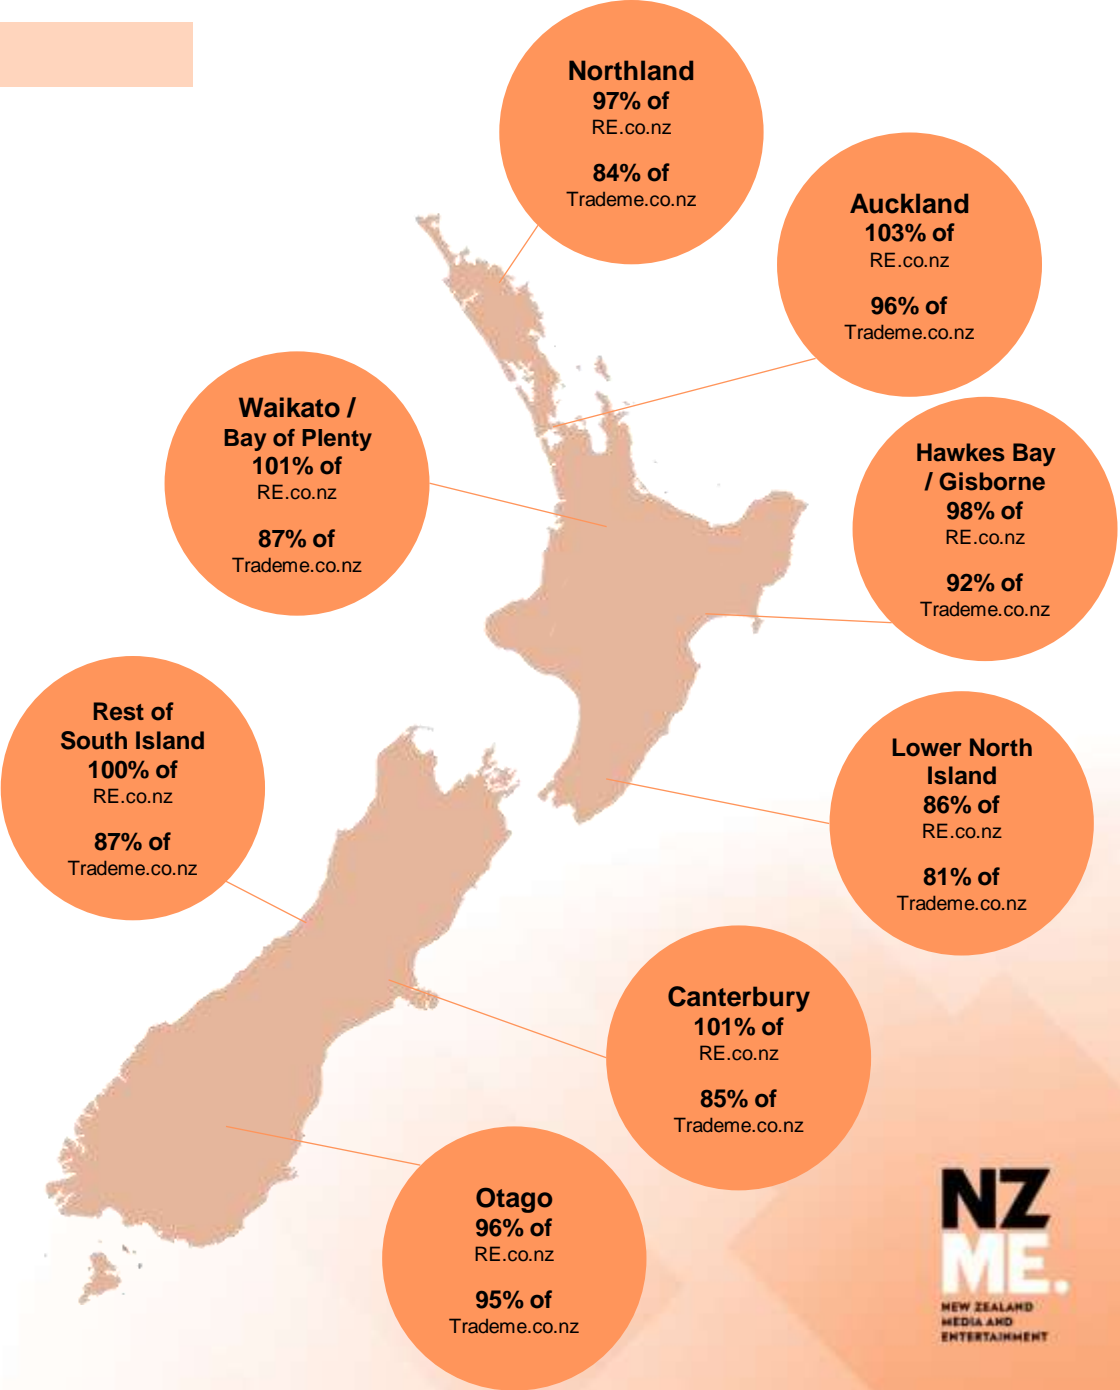 Northland
97% of
RE.co.nz
84% of
Trademe.co.nz
Auckland
103% of
RE.co.nz
96% of
Trademe.co.nz
Waikato /
Bay of Plenty
101% of
RE.co.nz
87% of
Trademe.co.nz
Hawkes Bay
/ Gisborne
98% of
RE.co.nz
92% of
Trademe.co.nz
Rest of
South Island
100% of
RE.co.nz
87% of
Trademe.co.nz
Lower North
Island
86% of
RE.co.nz
81% of
Trademe.co.nz
Canterbury
101% of
RE.co.nz
85% of
Trademe.co.nz
Otago
96% of
RE.co.nz
95% of
Trademe.co.nz
NZ
ME.
NEW ZEALAND
MEDIA AND
ENTERTAINMENT